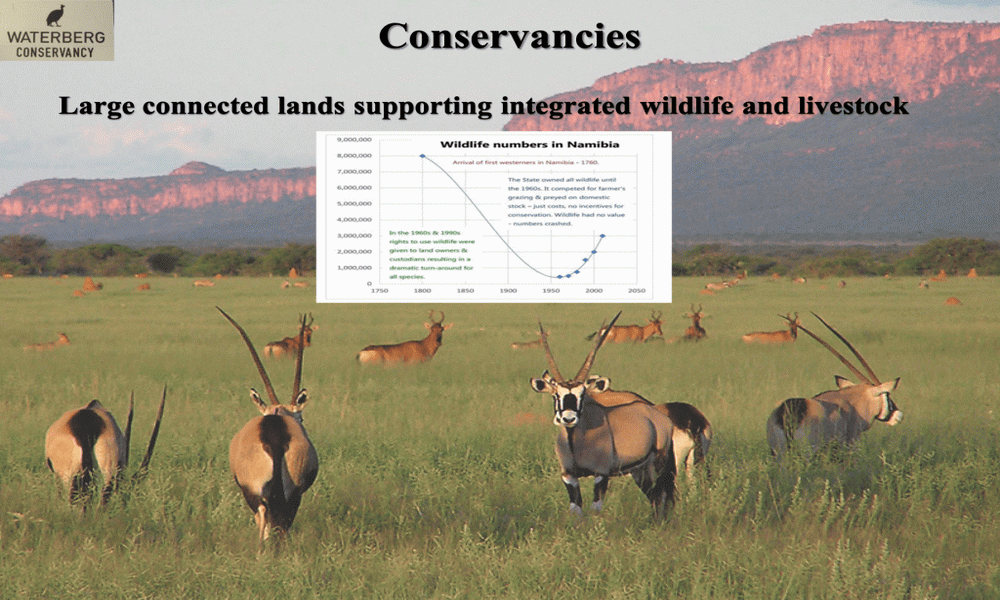 WATERBERG
CONSERVANCY
Conservancies
Large connected lands supporting integrated wildlife and livestock
Wildlife numbers in Namibia
Arrival of first westerners in Namibia – 1760.
The State owned all wildlife until
the 1960s. It competed for farmer's
grazing & preyed on domestic
stock – just costs, no incentives for
conservation. Wildlife had no value
– numbers crashed.
In the 1960s & 1990s
rights to use wildlife were
given to land owners &
custodians resulting in a
dramatic turn-around for
all species.
9,000,000
8,000,000
7,000,000
6,000,000
5,000,000
4,000,000
3,000,000
2,000,000
1,000,000
0
1750 1800 1850 1900 1950 2000 2050